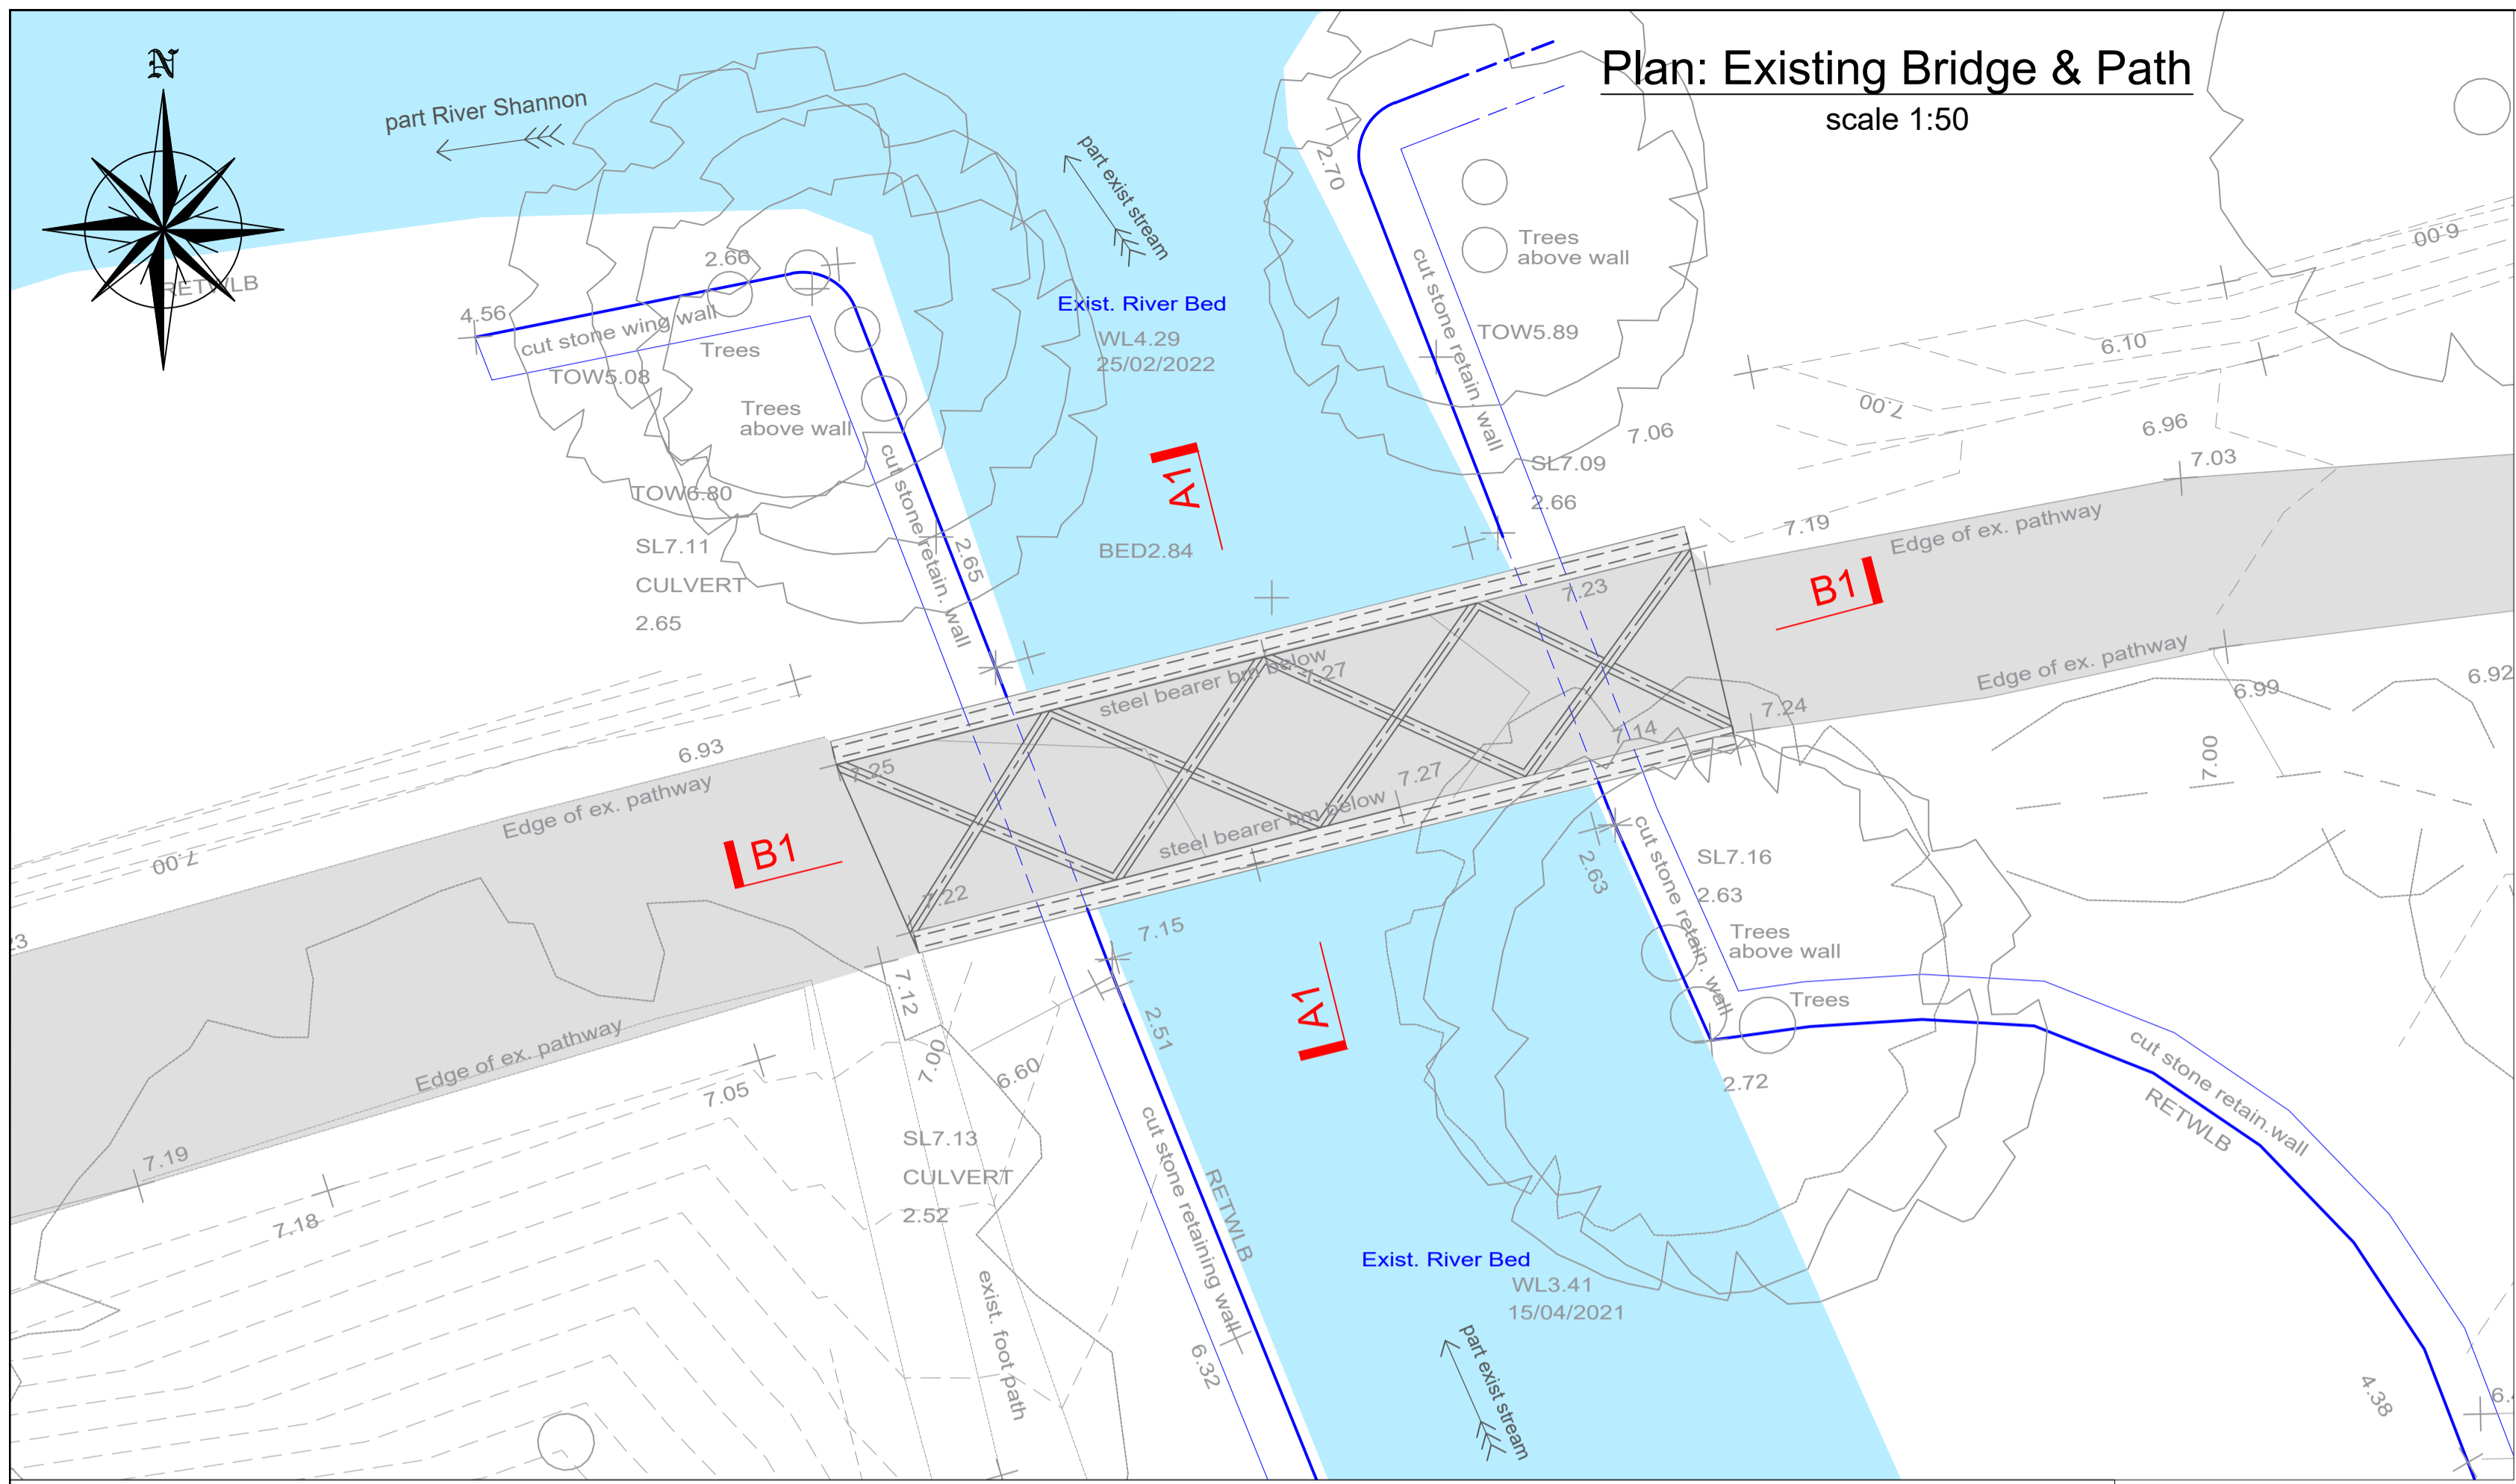 Plan: Existing Bridge & Path
scale 1:50
N
part River Shannon
part exist stream
2.70
Trees
above wall
6.00
RETWLB
2.66
4.56
cut stone wing wall
Trees
TOW5.08
Exist. River Bed
WL4.29
25/02/2022
cut stone retain. wall
TOW5.89
6.10
7.00
Trees
above wall
7.06
6.96
7.03
SL7.09
2.66
A1
TOW6.80
cut stone retain. wall
7.19
Edge of ex. pathway
SL7.11
CULVERT
2.65
2.65
BED2.84
B1
7.23
steel bearer bm below
7.27
Edge of ex. pathway
6.99
6.92
7.24
7.14
7.00
6.93
Edge of ex. pathway
7.25
7.27
steel bearer bm below
7.00
B1
7.22
23
2.63
cut stone retain. wall
SL7.16
2.63
Trees
above wall
Trees
7.15
7.12
2.51
A1
7.00
6.60
Edge of ex. pathway
7.05
2.72
cut stone retain.wall
RETWLB
SL7.13
CULVERT
2.52
7.19
7.18
cut stone retaining wall
RETWLB
Exist. River Bed
WL3.41
15/04/2021
exist. foot path
6.32
part exist stream
4.38